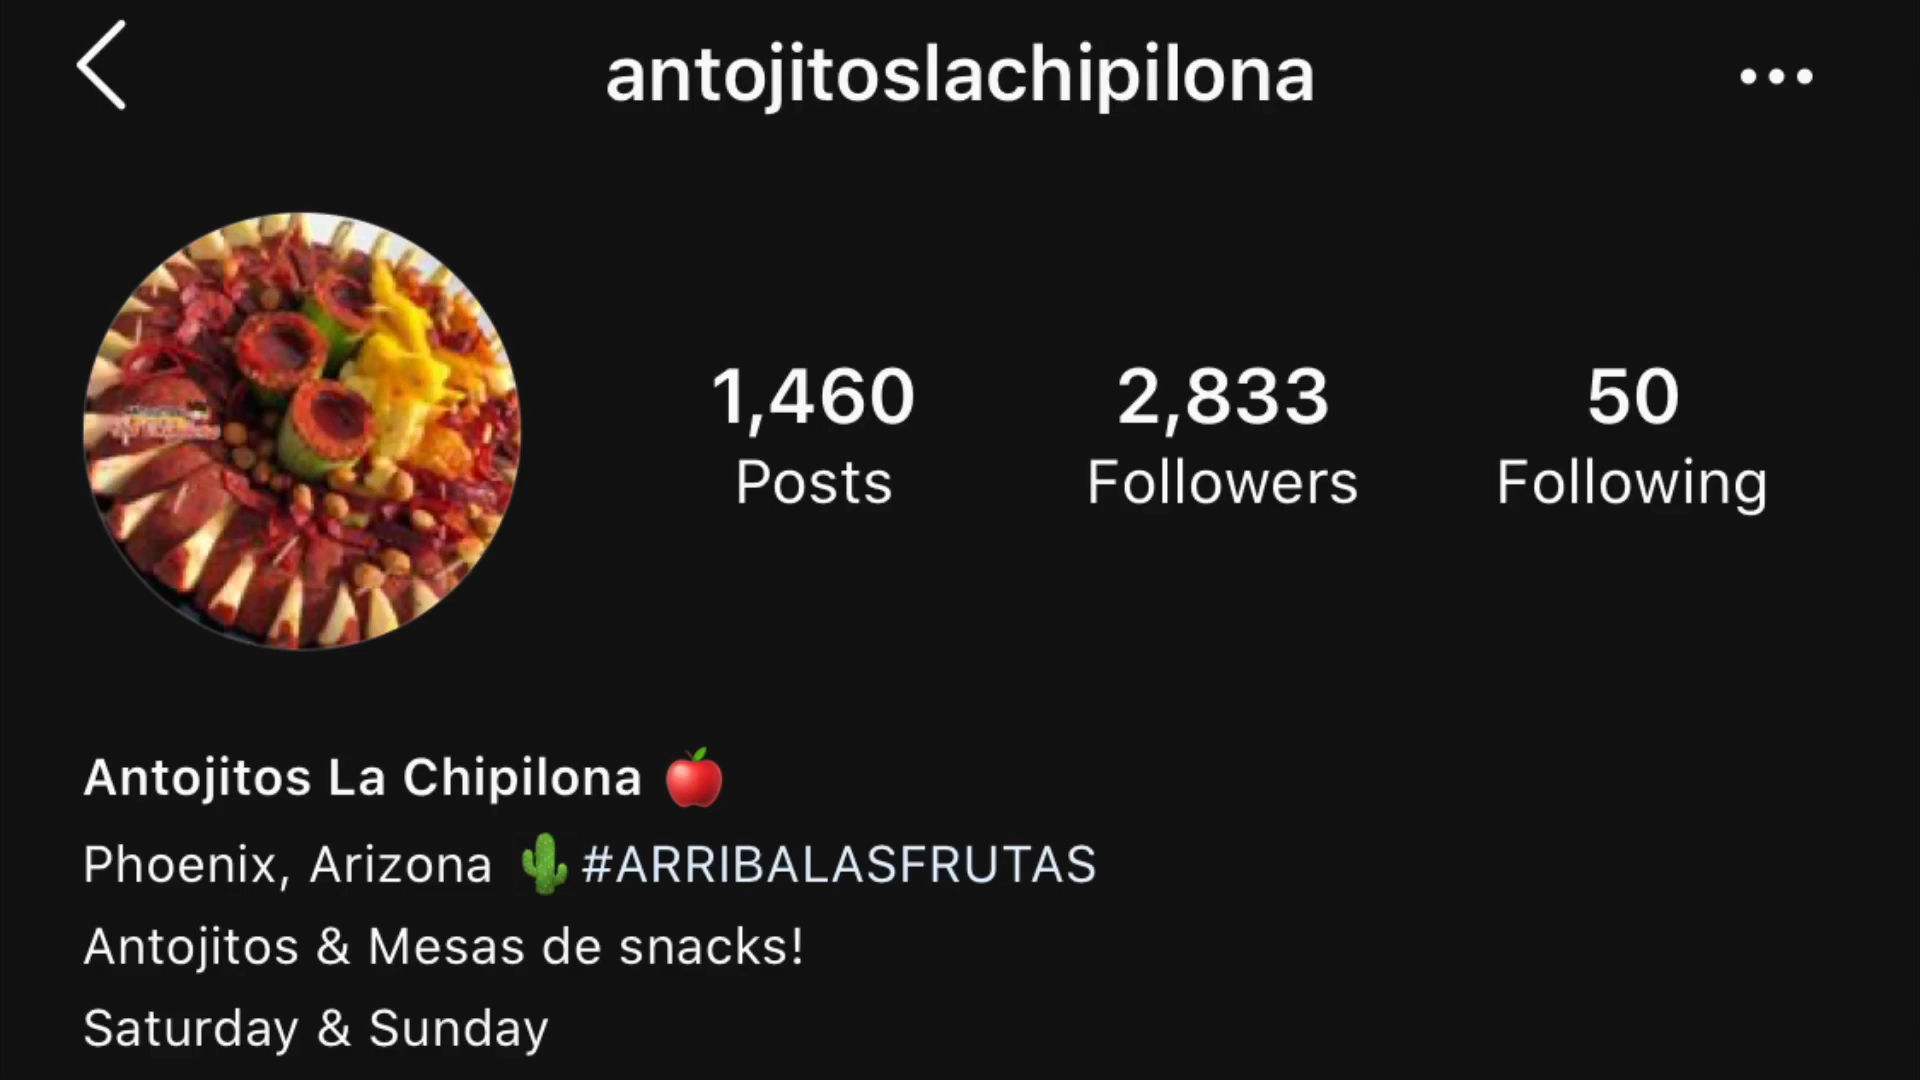 antojitoslachipilona
1,460
Posts
2,833
Followers
50
Following
Antojitos La Chipilona
Phoenix, Arizona #ARRIBALASFRUTAS
Antojitos & Mesas de snacks!
Saturday & Sunday